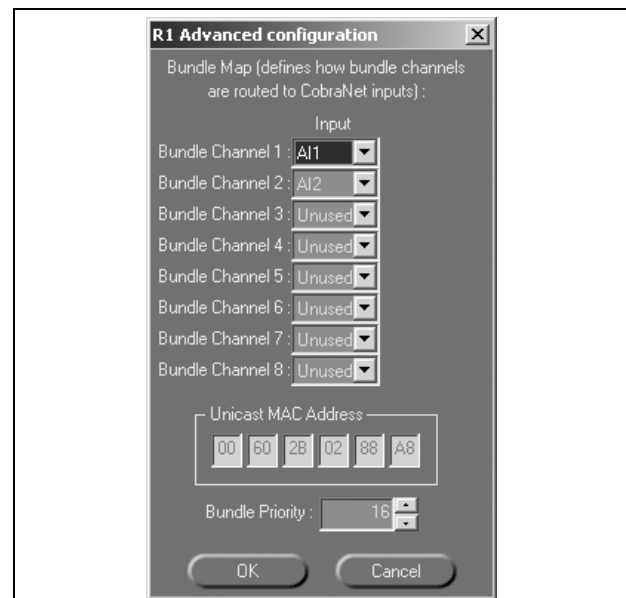 R1 Advanced configuration
Bundle Map (defines how bundle channels
are routed to CobraNet inputs) :
Input
Bundle Channel 1 : AI1
Bundle Channel 2 : AI2
Bundle Channel 3 : Unused
Bundle Channel 4 : Unused
Bundle Channel 5 : Unused
Bundle Channel 6 : Unused
Bundle Channel 7 : Unused
Bundle Channel 8 : Unused
Unicast MAC Address
00 60 2B 02 88 A8
Bundle Priority : 16
OK Cancel